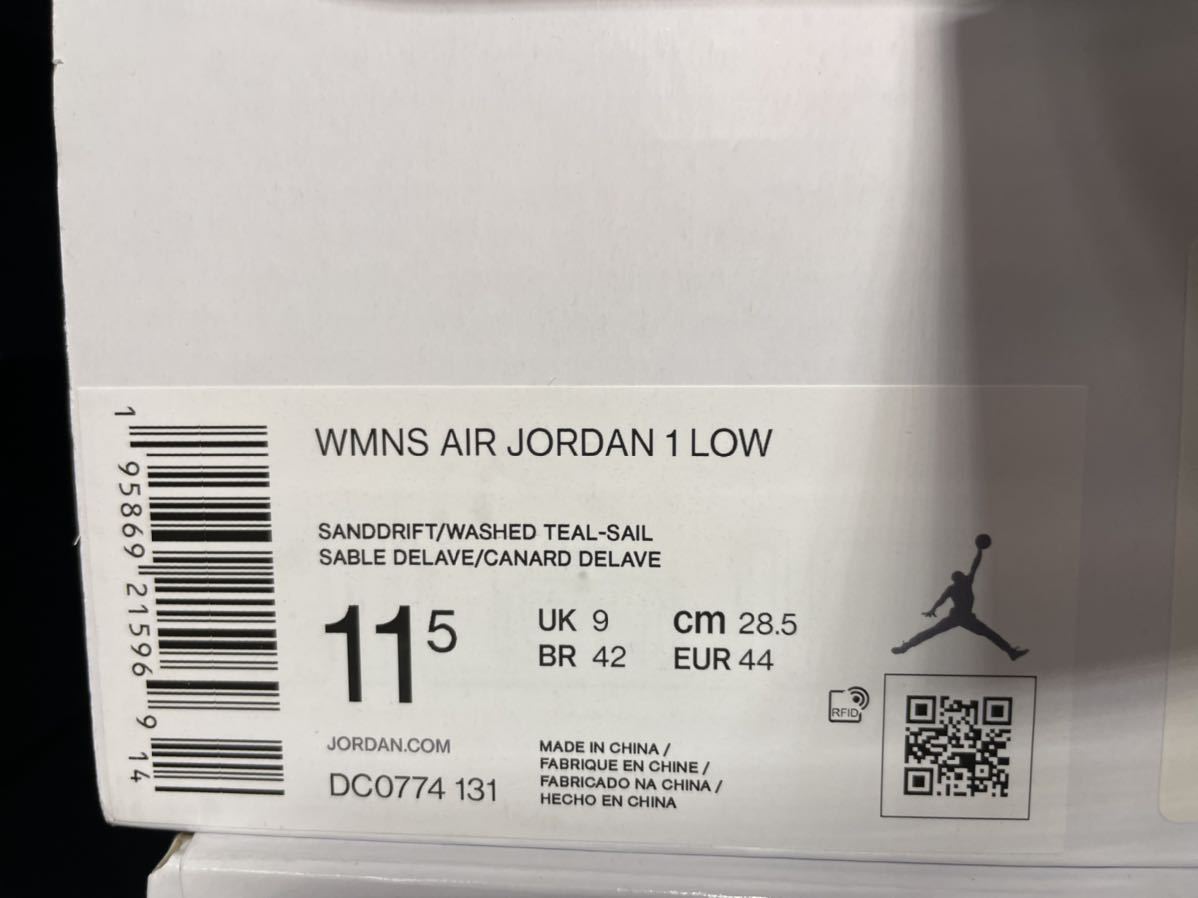 WMNS AIR JORDAN 1 LOW
SANDDRIFT/WASHED TEAL-SAIL
SABLE DELAVE/CANARD DELAVE
11 5
UK 9
cm 28.5
BR 42
EUR 44
RFID
JORDAN.COM
DC0774 131
MADE IN CHINA /
FABRIQUE EN CHINE /
FABRICADO NA CHINA /
HECHO EN CHINA
1 95869 21596 9 14